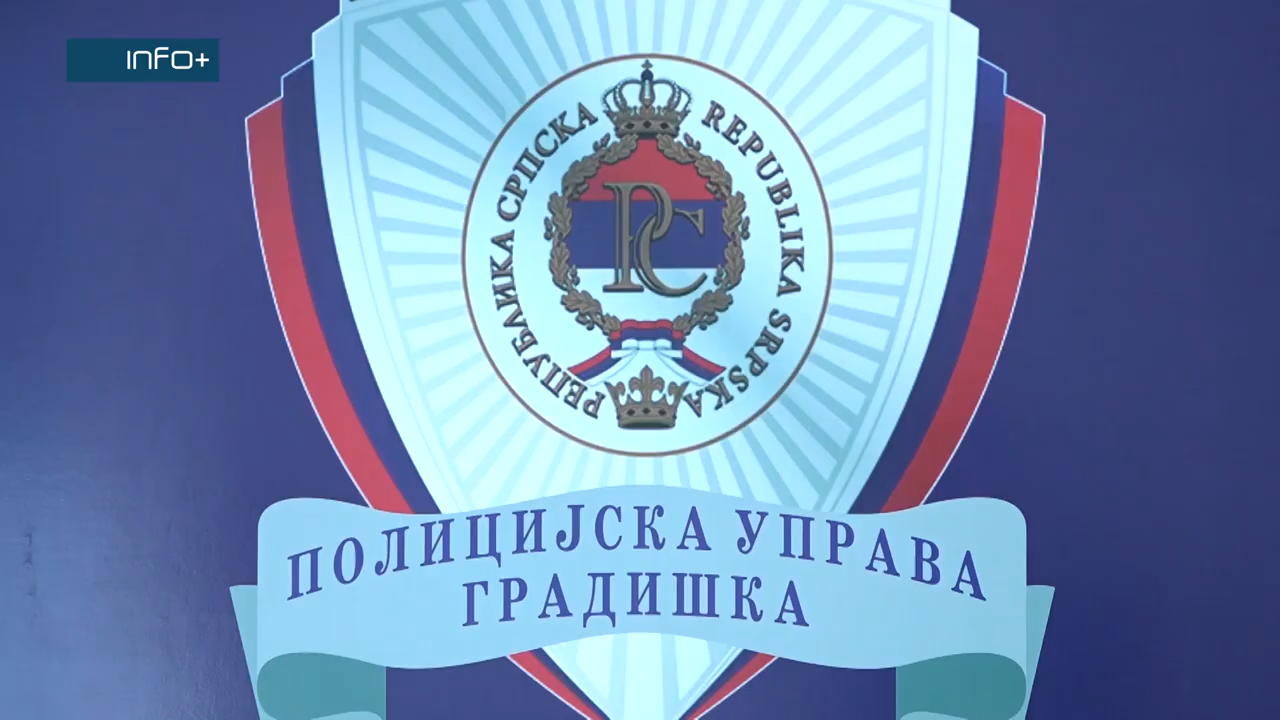 INFO+
РЕПУБЛИКА СРПСКА
REPUBLIKA SRPSKA
РС
ПОЛИЦИЈСКА УПРАВА
ГРАДИШКА